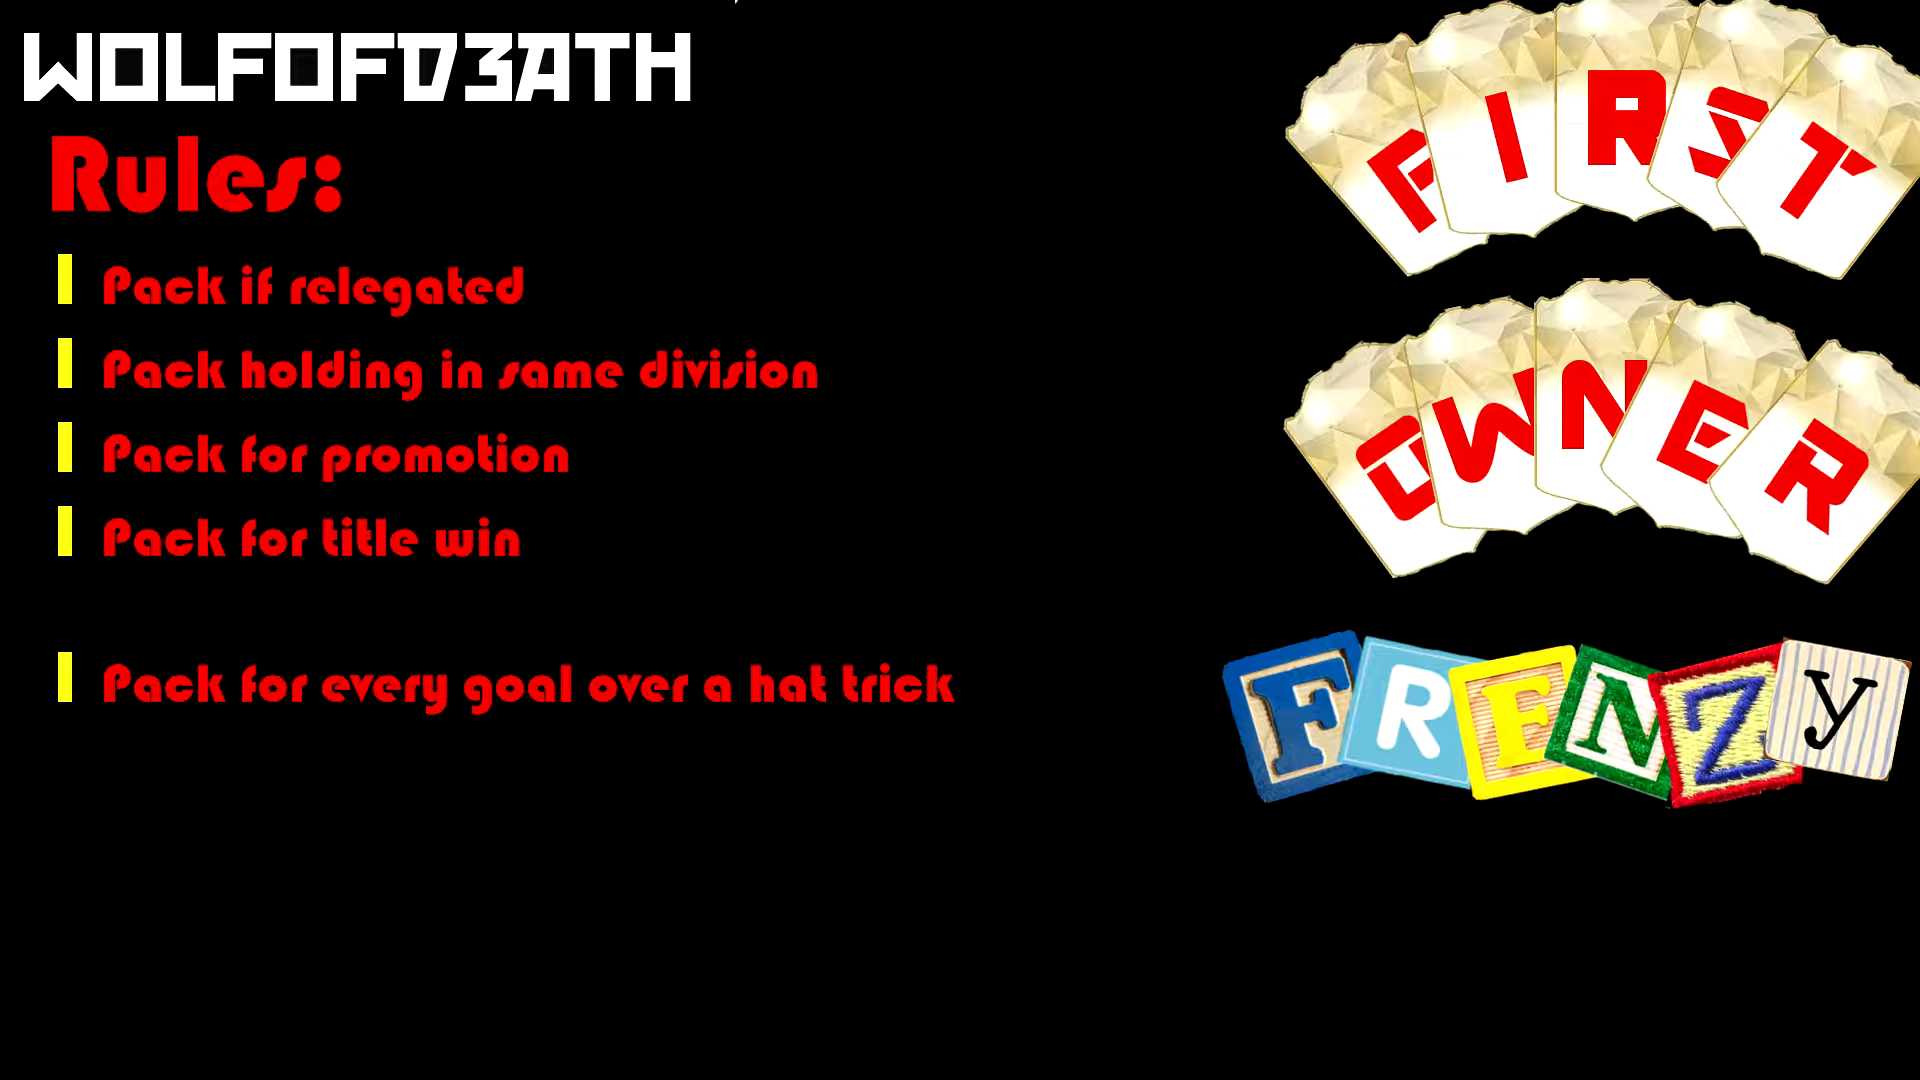 WOLFOFD3ATH
Rules:
Pack if relegated
Pack holding in same division
Pack for promotion
Pack for title win
Pack for every goal over a hat trick
FIRST
OWNER
FRENZy